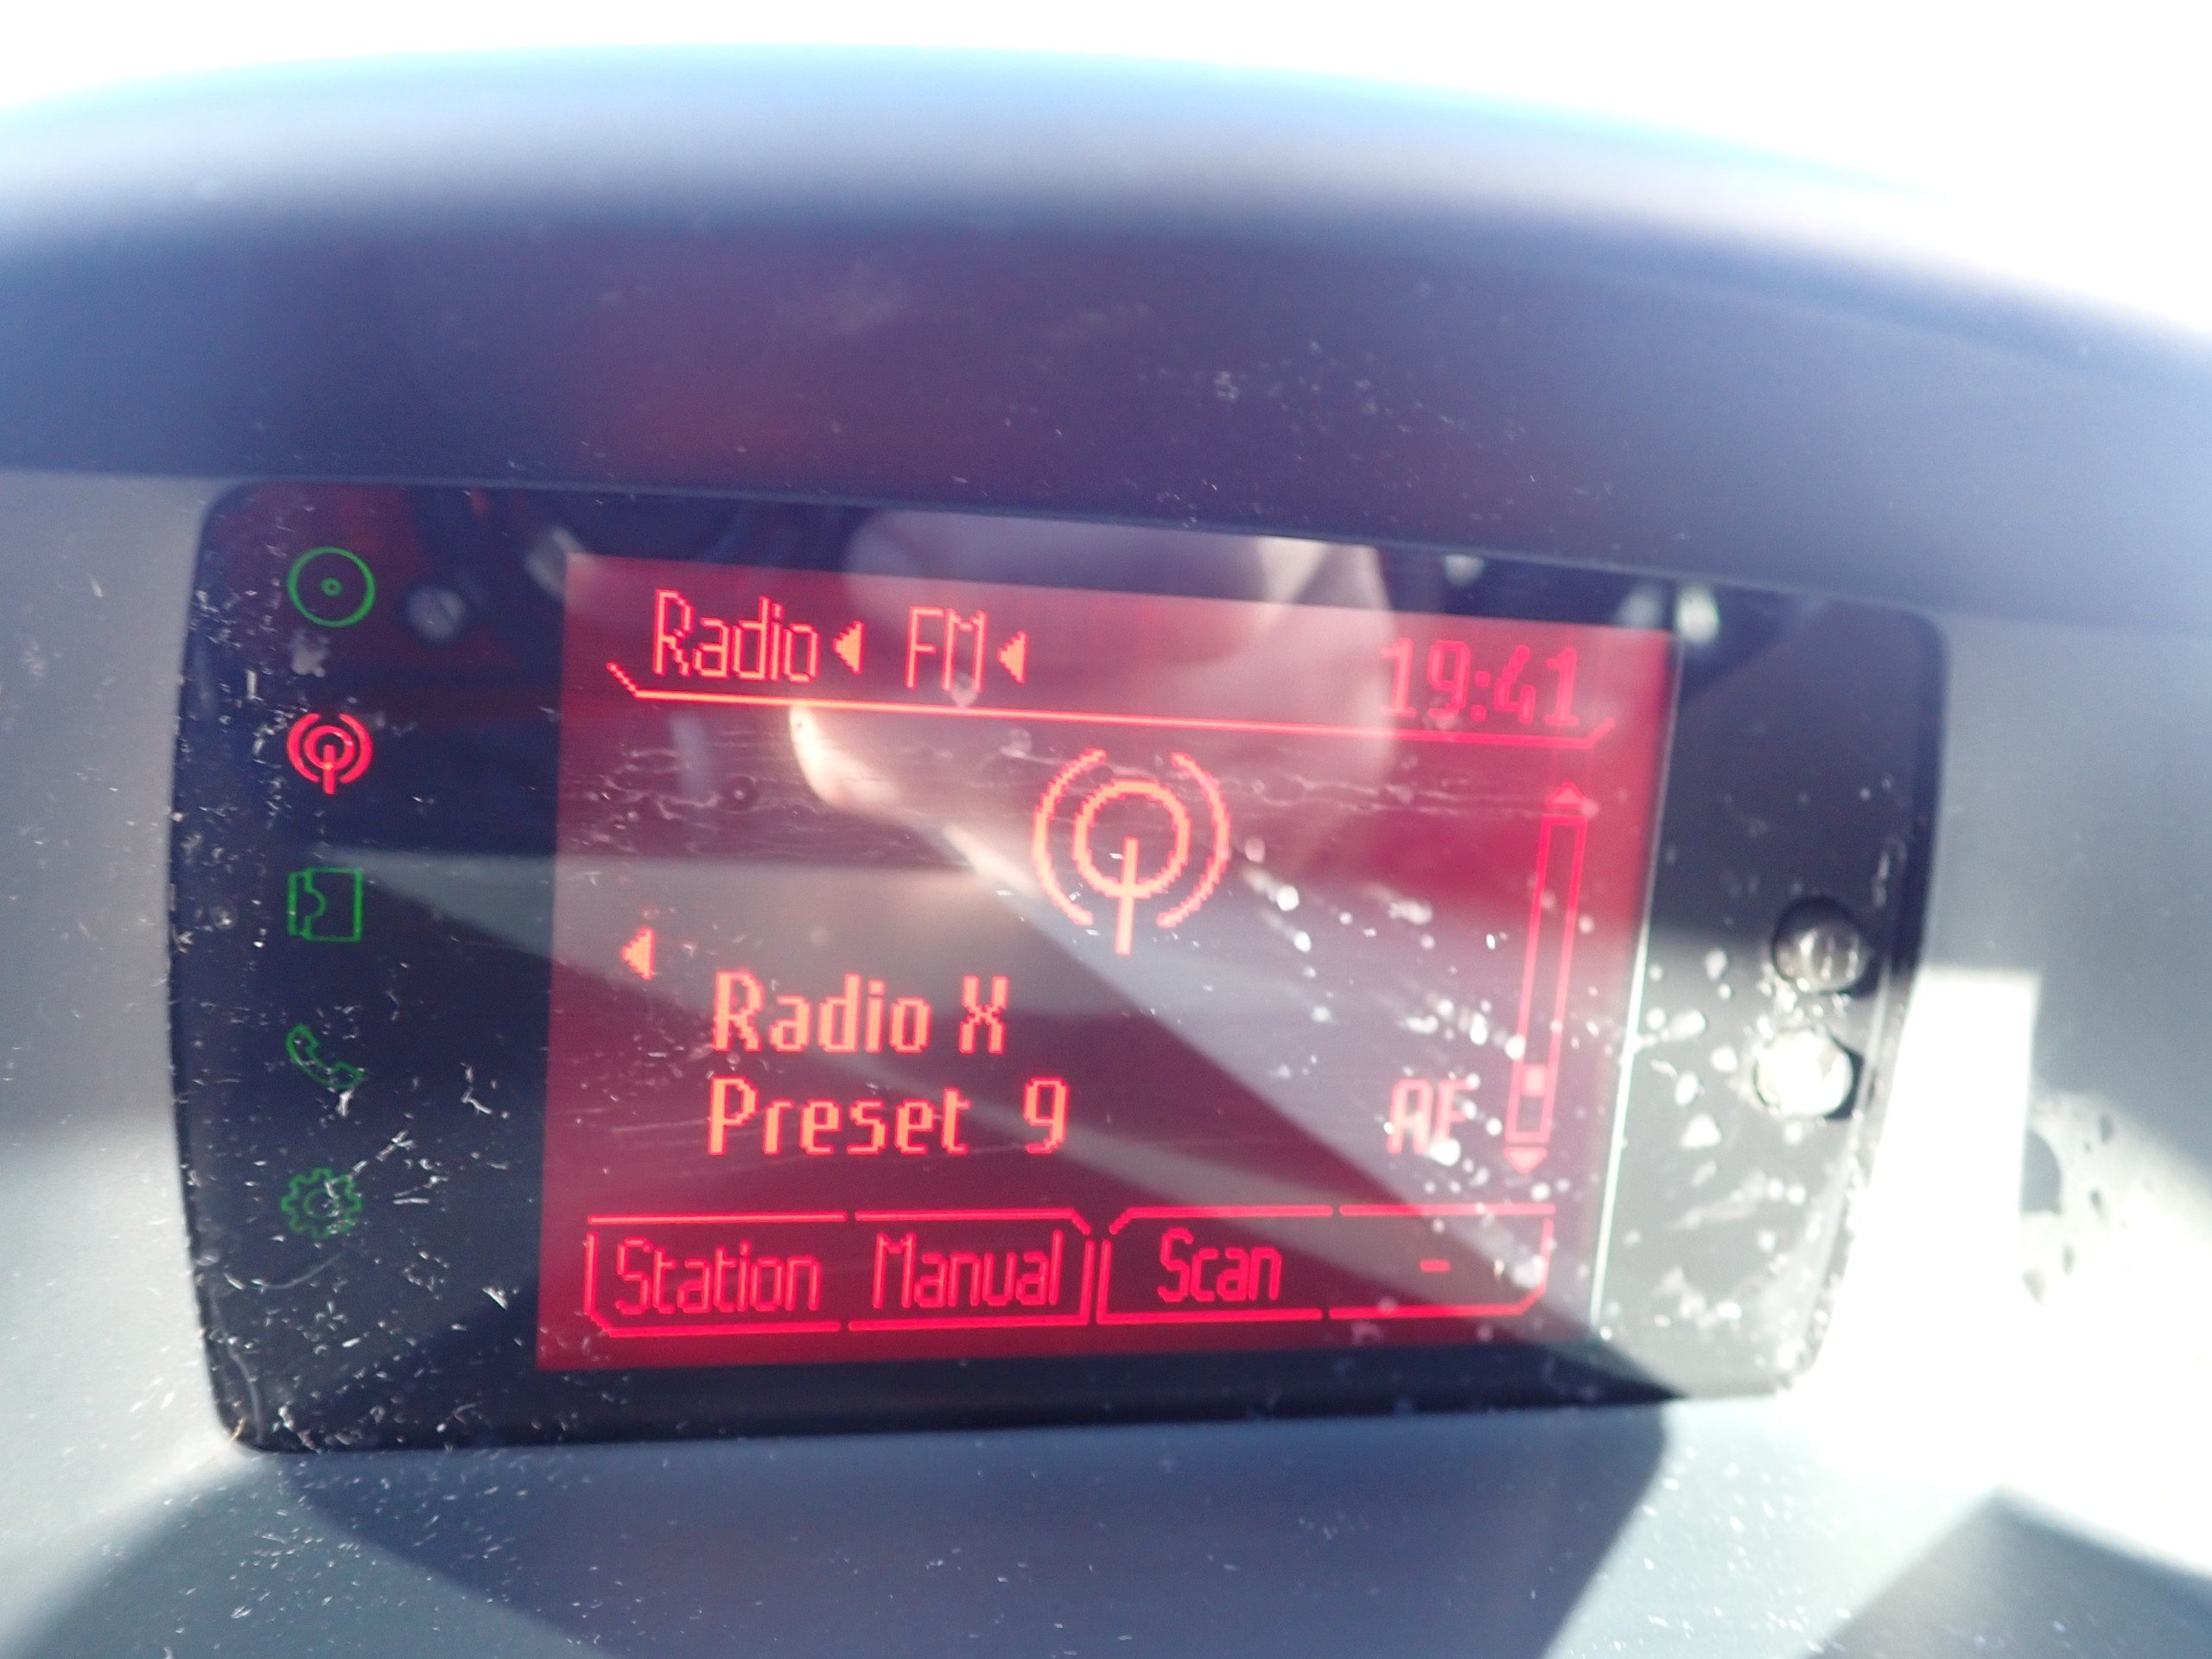 Radio FM 19:41
Radio X
Preset 9 AF
Station Manual Scan -